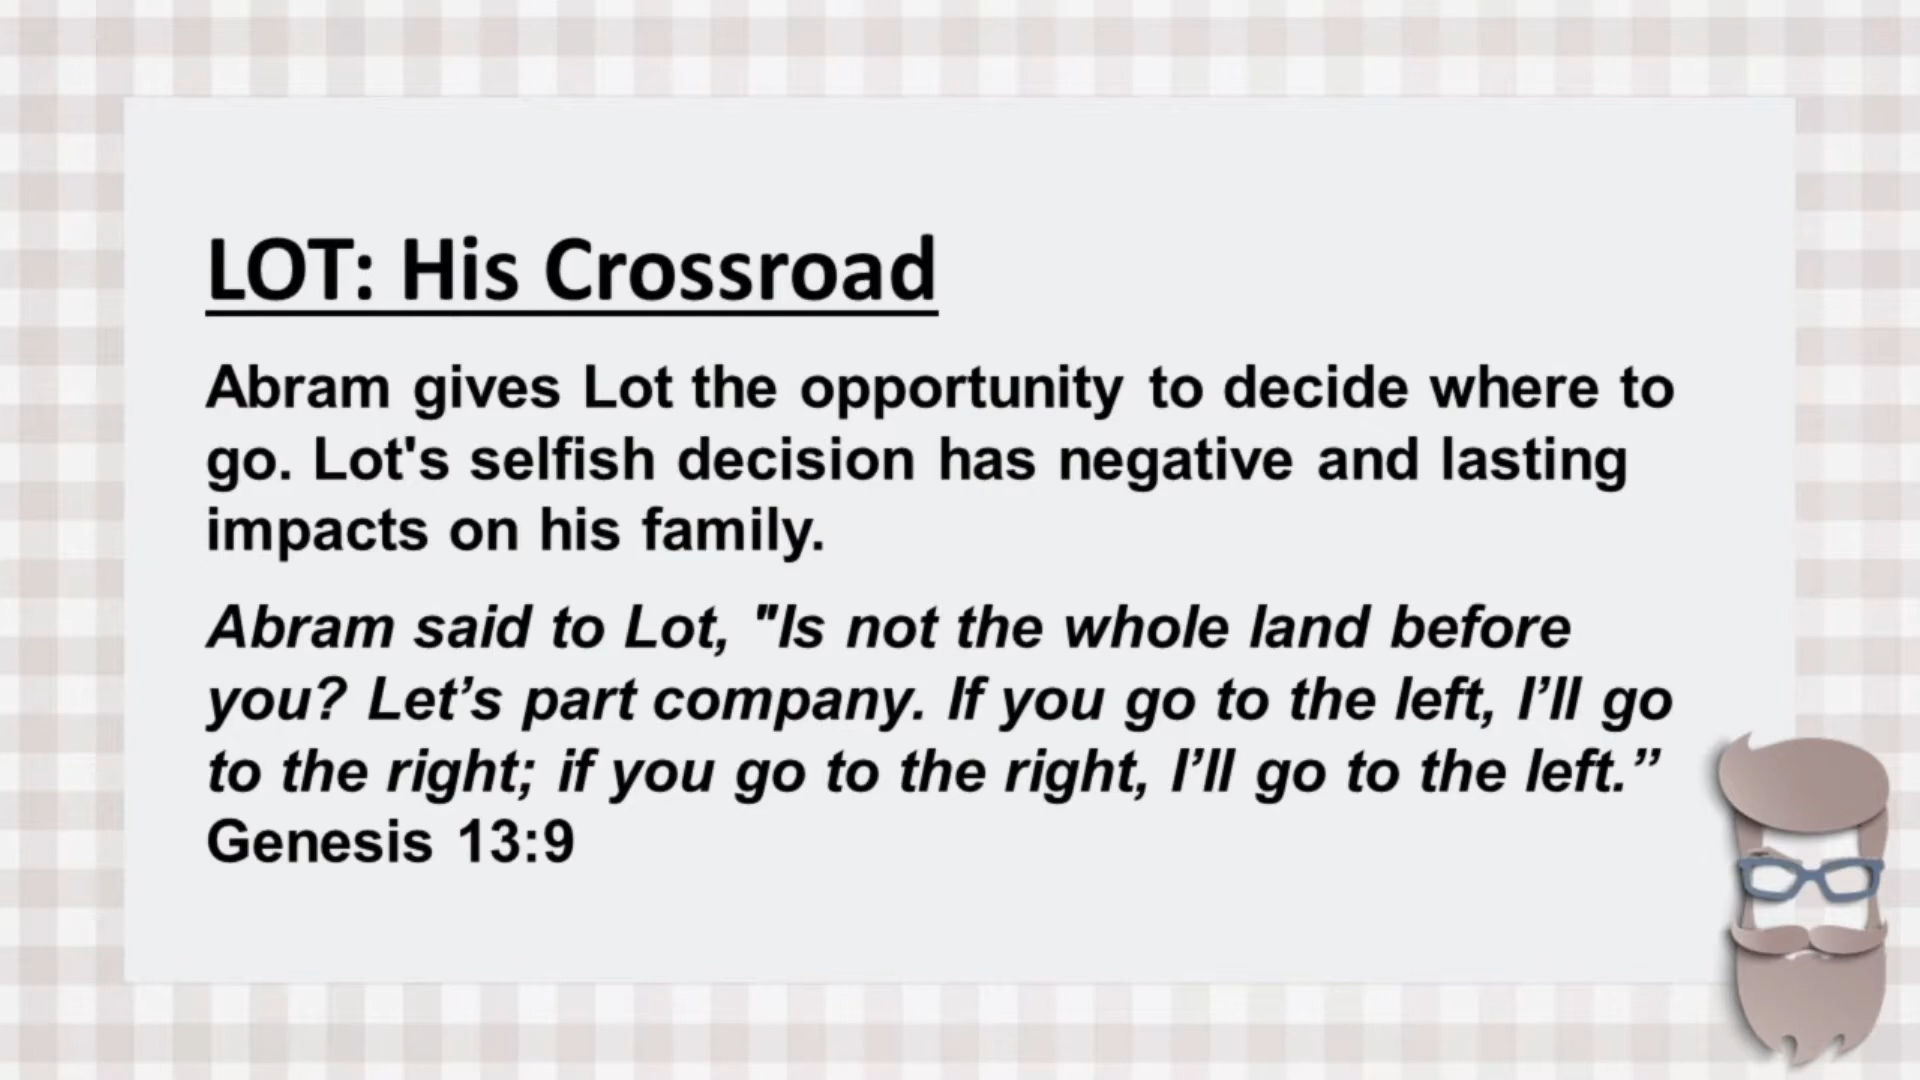 LOT: His Crossroad
Abram gives Lot the opportunity to decide where to
go. Lot's selfish decision has negative and lasting
impacts on his family.
Abram said to Lot, "Is not the whole land before
you? Let’s part company. If you go to the left, I’ll go
to the right; if you go to the right, I’ll go to the left.”
Genesis 13:9